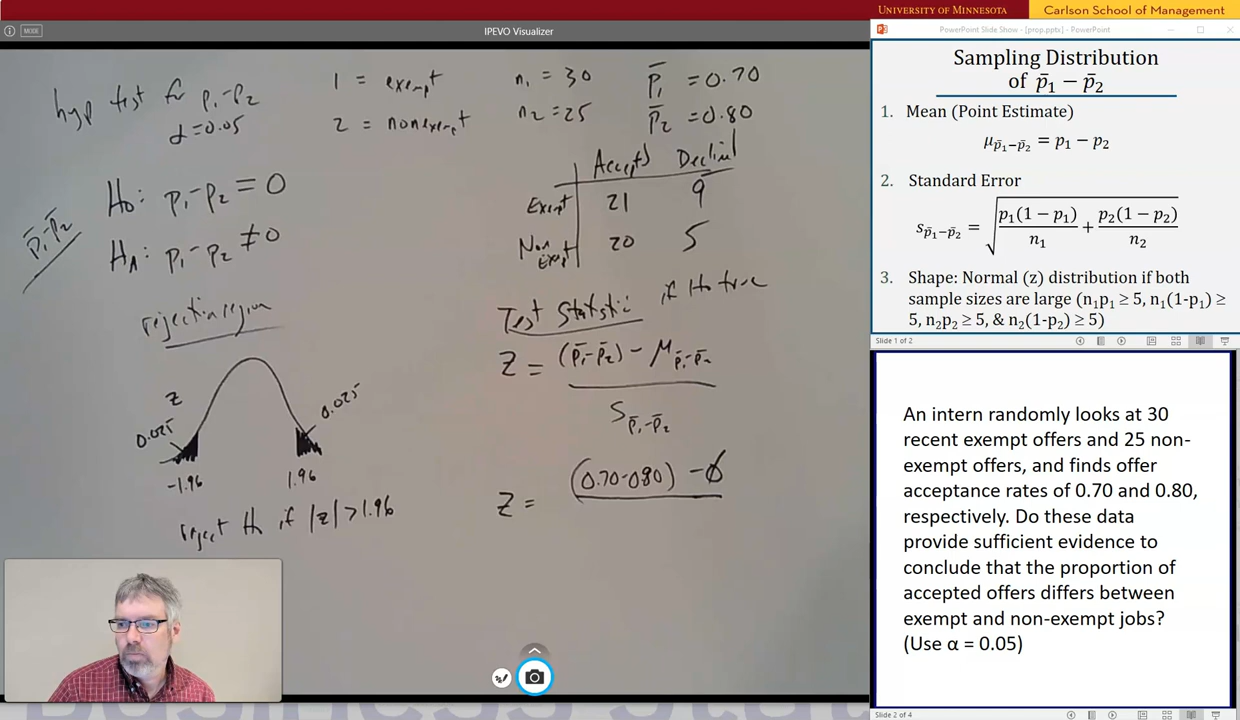 UNIVERSITY OF MINNESOTA
Carlson School of Management
MODE
IPEVO Visualizer
hyp test for p₁-p₂
α=0.05
1 = exempt
2 = nonexempt
n₁ = 30
n₂ = 25
p̄₁ = 0.70
p̄₂ = 0.80
Accepted Declined
Exempt 21 9
Non Exempt 20 5
p̄₁-p̄₂
H₀: p₁-p₂ = 0
Hᴀ: p₁-p₂ ≠ 0
rejection region
z
0.025
0.025
-1.96
1.96
reject H₀ if |z| > 1.96
Test Statistic if H₀ true
Z = (p̄₁-p̄₂) - μp̄₁-p̄₂
Sp̄₁-p̄₂
Z = (0.70-0.80) - 0
PowerPoint Slide Show - [prop.pptx] - PowerPoint
Sampling Distribution
of p̄₁ − p̄₂
1. Mean (Point Estimate)
μp̄₁−p̄₂ = p₁ − p₂
2. Standard Error
sp̄₁−p̄₂ = √(p₁(1 − p₁)/n₁ + p₂(1 − p₂)/n₂)
3. Shape: Normal (z) distribution if both
sample sizes are large (n₁p₁ ≥ 5, n₁(1-p₁) ≥
5, n₂p₂ ≥ 5, & n₂(1-p₂) ≥ 5)
Slide 1 of 2
An intern randomly looks at 30
recent exempt offers and 25 non-
exempt offers, and finds offer
acceptance rates of 0.70 and 0.80,
respectively. Do these data
provide sufficient evidence to
conclude that the proportion of
accepted offers differs between
exempt and non-exempt jobs?
(Use α = 0.05)
Slide 2 of 4